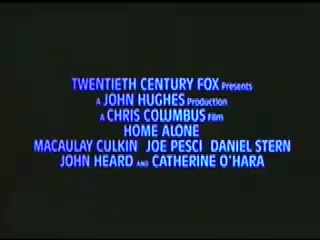 TWENTIETH CENTURY FOX Presents
A JOHN HUGHES Production
A CHRIS COLUMBUS Film
HOME ALONE
MACAULAY CULKIN JOE PESCI DANIEL STERN
JOHN HEARD AND CATHERINE O'HARA